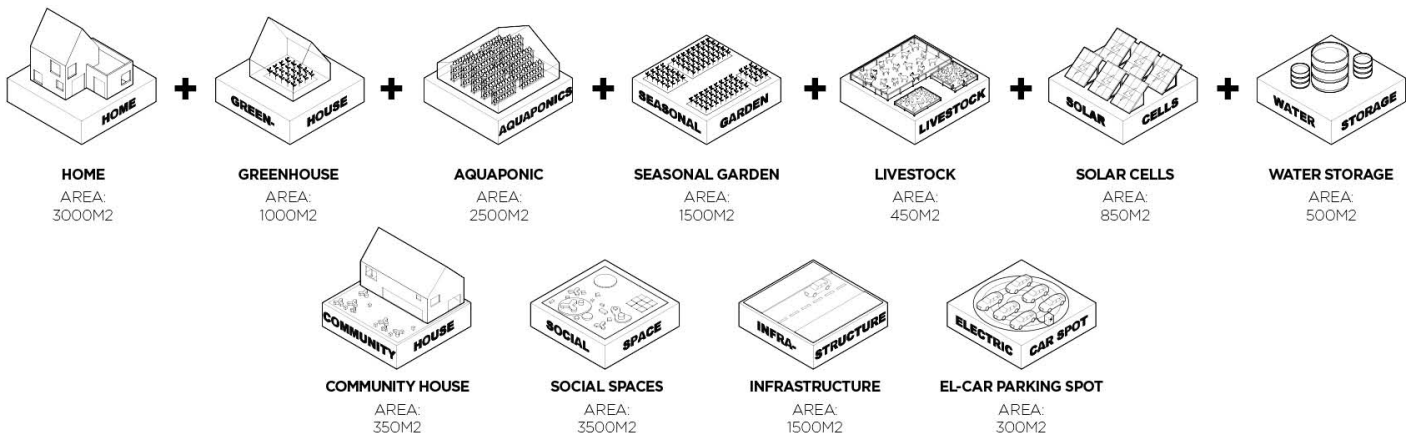 HOME
GREEN-
HOUSE
AQUAPONICS
SEASONAL
GARDEN
LIVESTOCK
SOLAR
CELLS
WATER
STORAGE
HOME
AREA:
3000M2
GREENHOUSE
AREA:
1000M2
AQUAPONIC
AREA:
2500M2
SEASONAL GARDEN
AREA:
1500M2
LIVESTOCK
AREA:
450M2
SOLAR CELLS
AREA:
850M2
WATER STORAGE
AREA:
500M2
COMMUNITY
HOUSE
SOCIAL
SPACE
INFRA-
STRUCTURE
ELECTRIC
CAR SPOT
COMMUNITY HOUSE
AREA:
350M2
SOCIAL SPACES
AREA:
3500M2
INFRASTRUCTURE
AREA:
1500M2
EL-CAR PARKING SPOT
AREA:
300M2